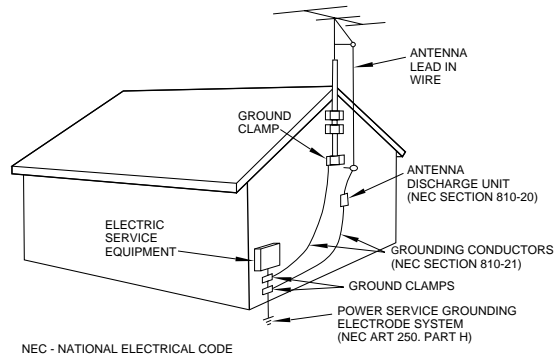 ANTENNA
LEAD IN
WIRE
GROUND
CLAMP
ANTENNA
DISCHARGE UNIT
(NEC SECTION 810-20)
ELECTRIC
SERVICE
EQUIPMENT
GROUNDING CONDUCTORS
(NEC SECTION 810-21)
GROUND CLAMPS
POWER SERVICE GROUNDING
ELECTRODE SYSTEM
(NEC ART 250. PART H)
NEC - NATIONAL ELECTRICAL CODE